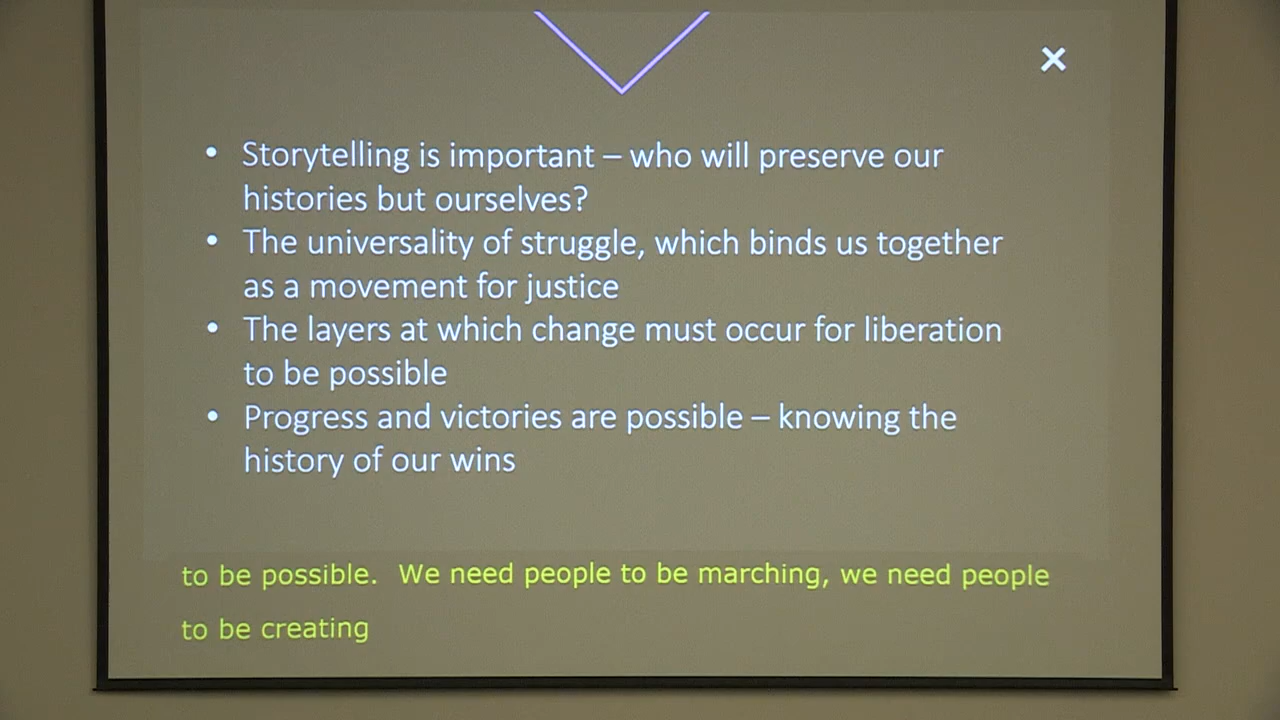 • Storytelling is important – who will preserve our
histories but ourselves?
• The universality of struggle, which binds us together
as a movement for justice
• The layers at which change must occur for liberation
to be possible
• Progress and victories are possible – knowing the
history of our wins
to be possible.  We need people to be marching, we need people
to be creating